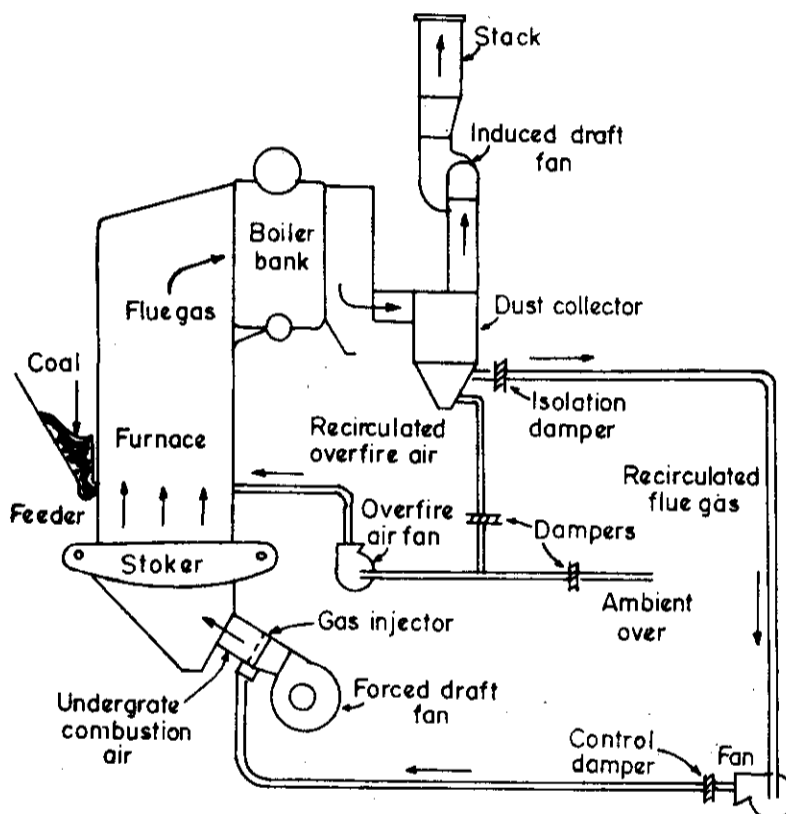 Stack
Induced draft
fan
Boiler
bank
Flue gas
Dust collector
Coal
Isolation
damper
Furnace
Recirculated
overfire air
Recirculated
flue gas
Feeder
Overfire
air fan
Dampers
Stoker
Ambient
over
Gas injector
Undergrate
combustion
air
Forced draft
fan
Control
damper
Fan